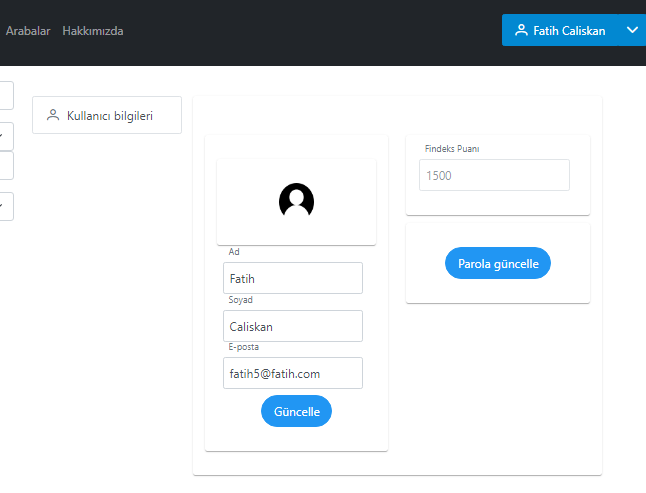 Arabalar Hakkımızda
Fatih Caliskan
Kullanıcı bilgileri
Ad
Fatih
Soyad
Caliskan
E-posta
fatih5@fatih.com
Güncelle
Findeks Puanı
1500
Parola güncelle